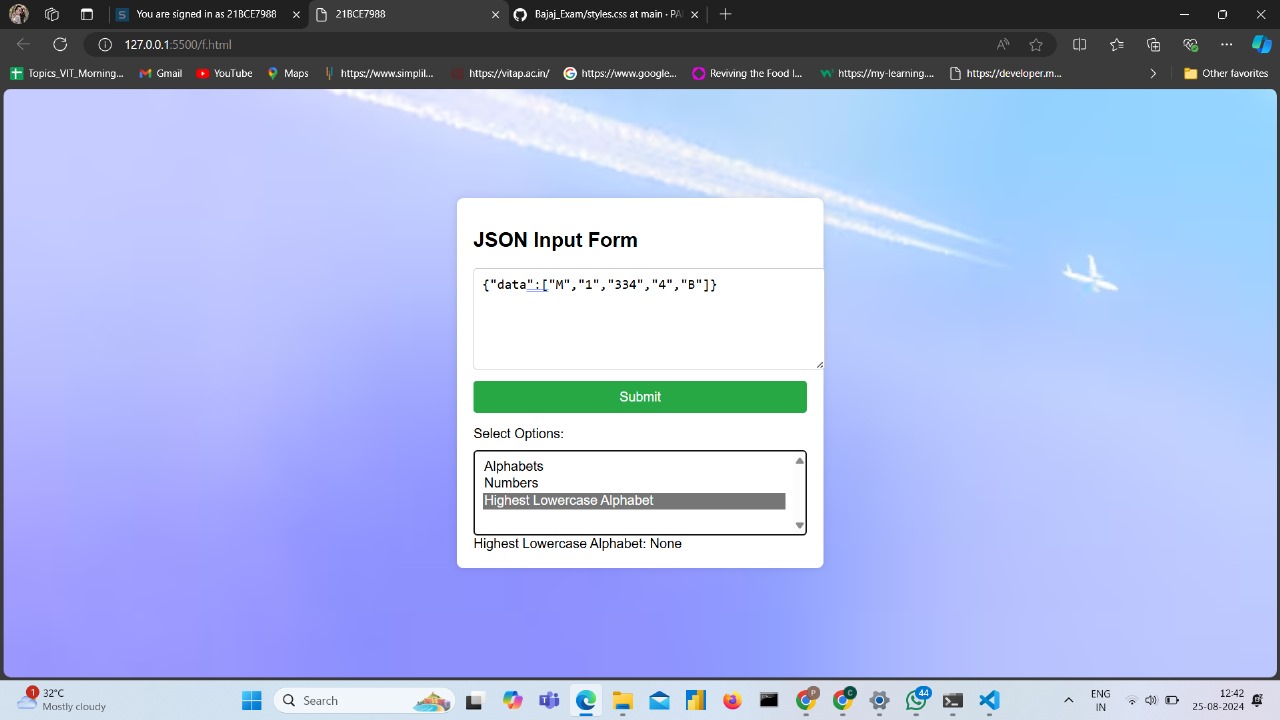 You are signed in as 21BCE7988
21BCE7988
Bajaj_Exam/styles.css at main · PA
127.0.0.1:5500/f.html
Topics_VIT_Morning...
Gmail
YouTube
Maps
https://www.simplil...
https://vitap.ac.in/
https://www.google...
Reviving the Food I...
https://my-learning....
https://developer.m...
Other favorites
JSON Input Form
{"data":["M","1","334","4","B"]}
Submit
Select Options:
Alphabets
Numbers
Highest Lowercase Alphabet
Highest Lowercase Alphabet: None
1
32°C
Mostly cloudy
Search
P
C
44
ENG
IN
12:42
25-08-2024